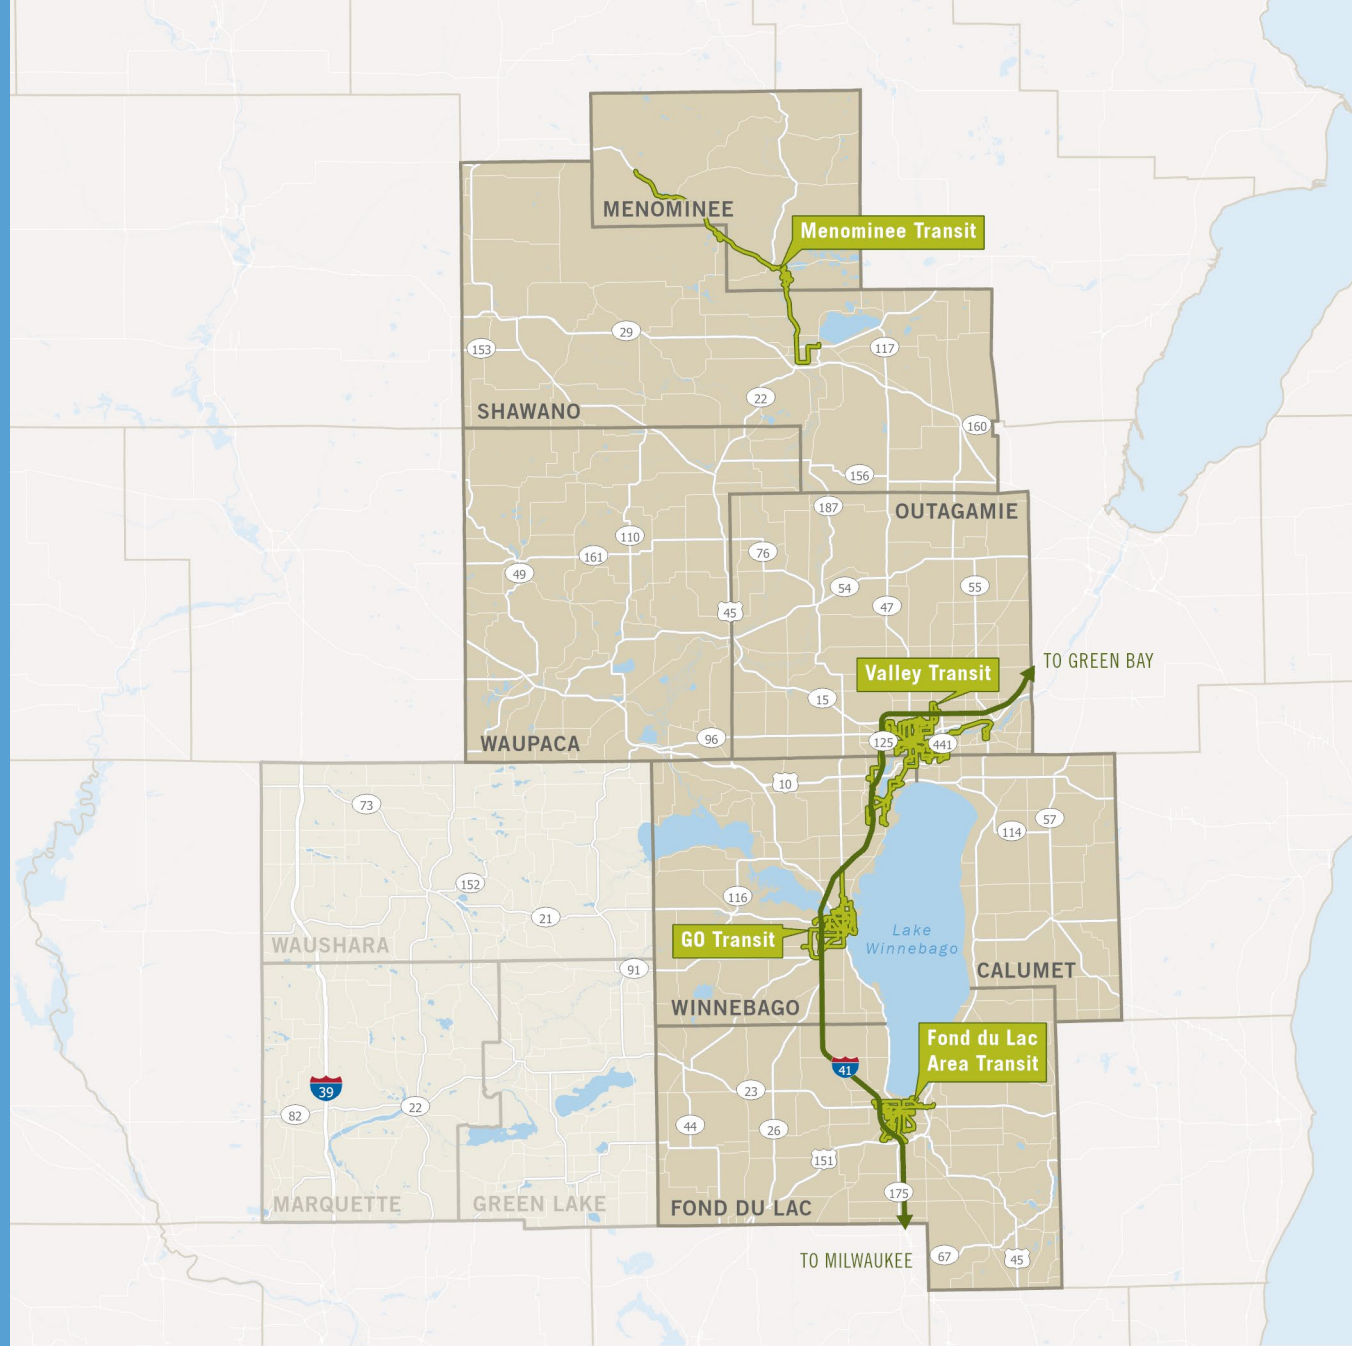 MENOMINEE
Menominee Transit
29
153
117
22
SHAWANO
160
156
187
OUTAGAMIE
110
161
76
49
54
55
47
45
TO GREEN BAY
Valley Transit
15
WAUPACA
96
125
441
10
73
57
114
152
116
21
Lake
Winnebago
GO Transit
WAUSHARA
91
CALUMET
WINNEBAGO
Fond du Lac
Area Transit
41
39
23
82
22
44
26
151
175
MARQUETTE
GREEN LAKE
FOND DU LAC
TO MILWAUKEE
67
45